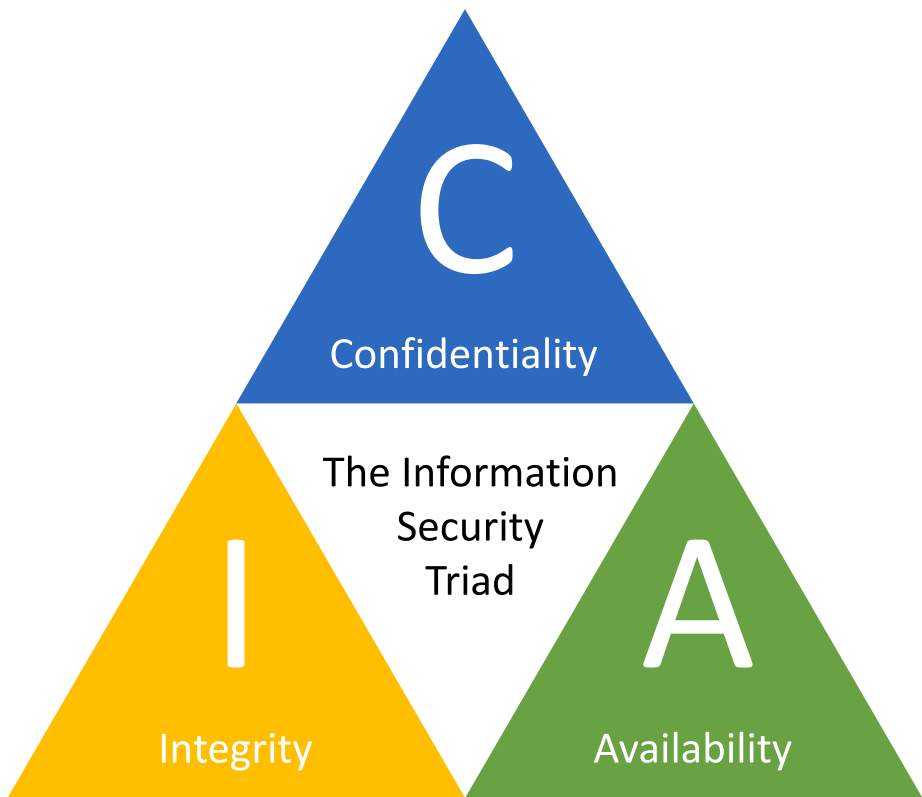 C
Confidentiality
The Information
Security
Triad
I
Integrity
A
Availability